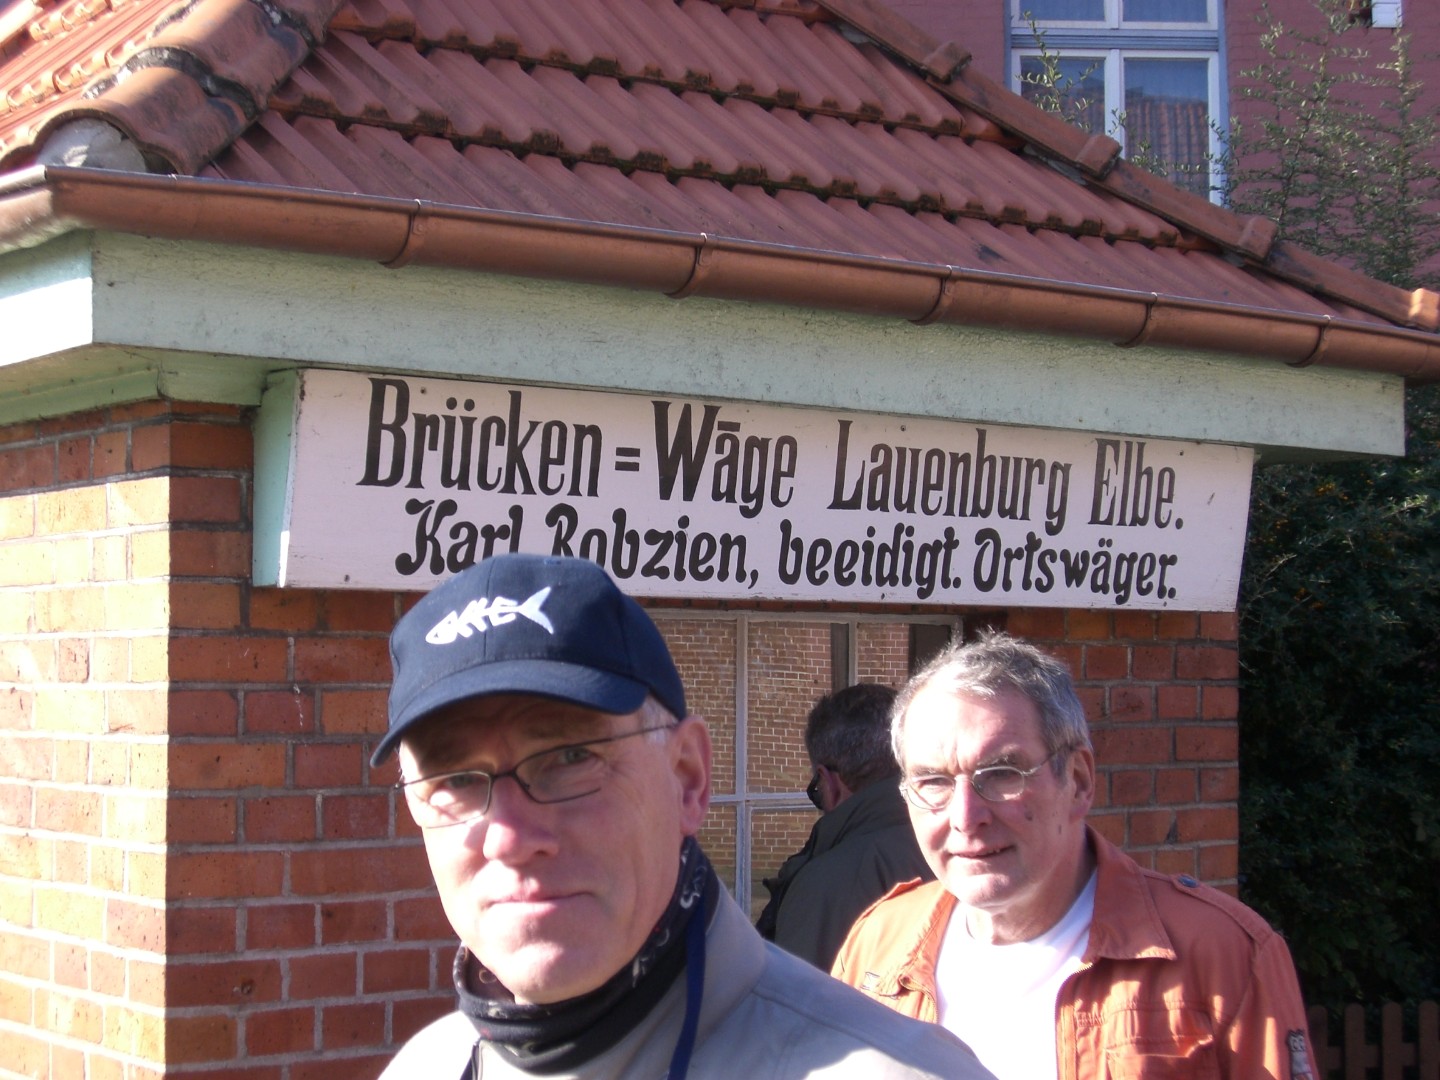 Brücken=Wāge Lauenburg Elbe.
Karl Robzien, beeidigt. Ortswäger.